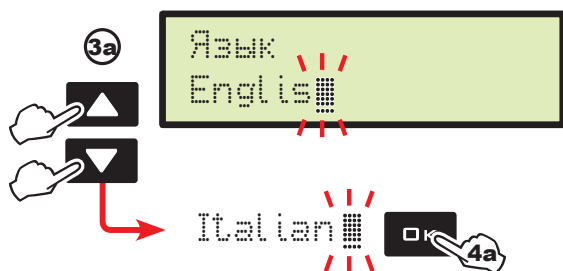 3a
Язык
Englis
Italian
OK
4a